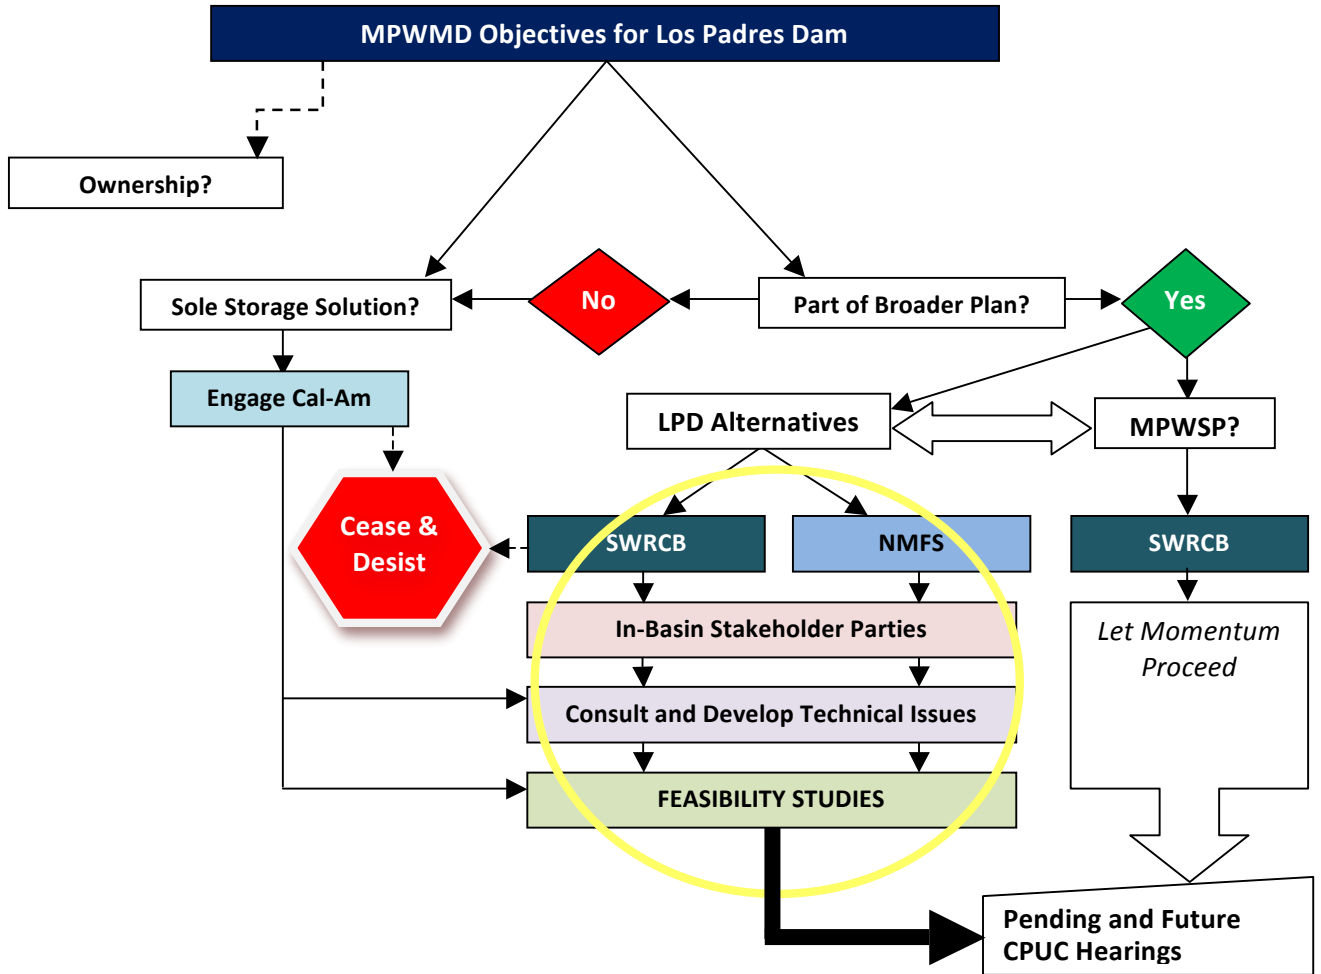 MPWMD Objectives for Los Padres Dam
Ownership?
Sole Storage Solution?
No
Part of Broader Plan?
Yes
Engage Cal-Am
LPD Alternatives
MPWSP?
Cease &
Desist
SWRCB
NMFS
SWRCB
In-Basin Stakeholder Parties
Let Momentum
Proceed
Consult and Develop Technical Issues
FEASIBILITY STUDIES
Pending and Future
CPUC Hearings